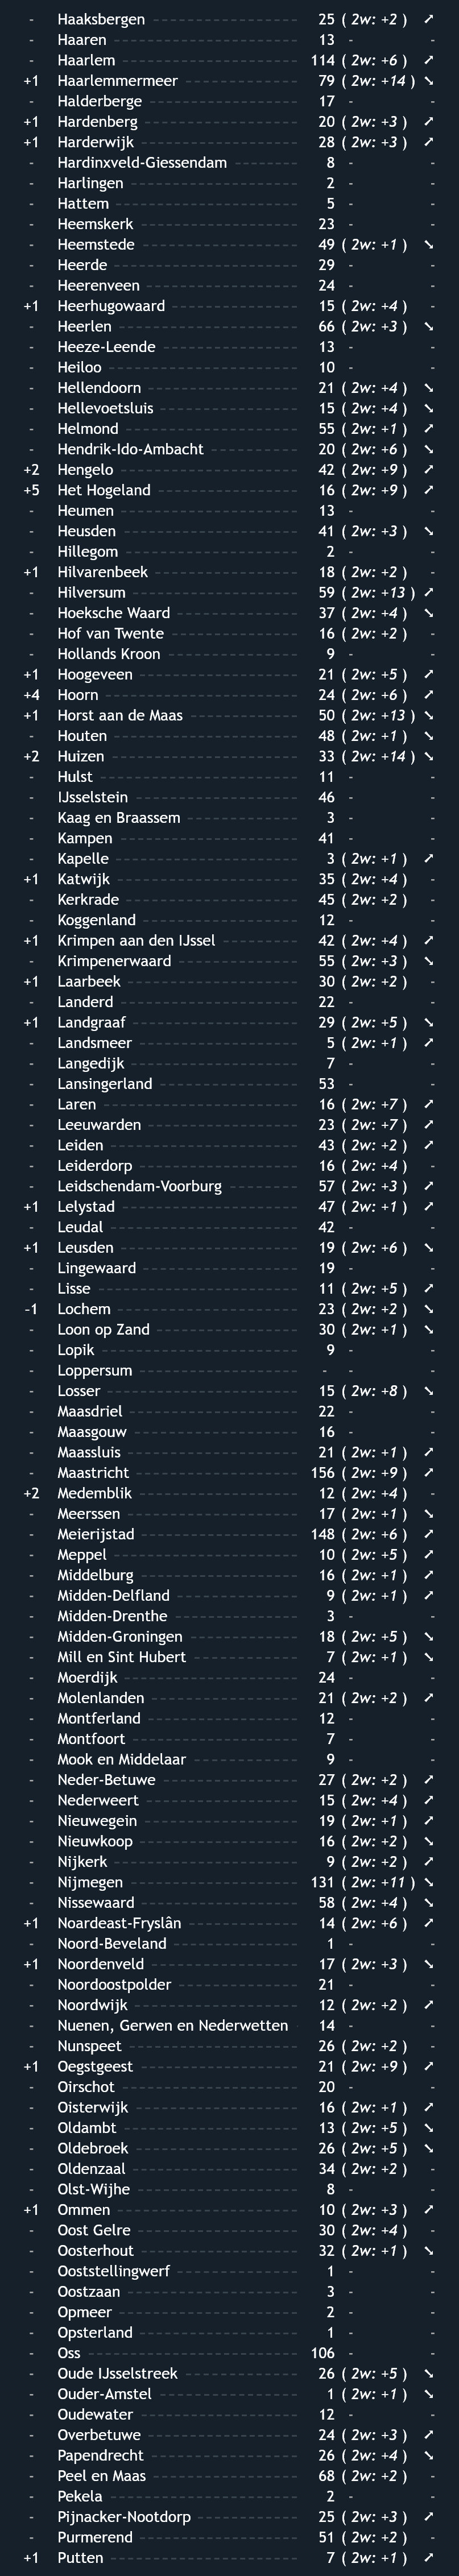 - Haaksbergen 25 ( 2w: +2 ) ➚
- Haaren 13 - -
- Haarlem 114 ( 2w: +6 ) ➚
+1 Haarlemmermeer 79 ( 2w: +14 ) ➘
- Halderberge 17 - -
+1 Hardenberg 20 ( 2w: +3 ) ➚
+1 Harderwijk 28 ( 2w: +3 ) ➚
- Hardinxveld-Giessendam 8 - -
- Harlingen 2 - -
- Hattem 5 - -
- Heemskerk 23 - -
- Heemstede 49 ( 2w: +1 ) ➘
- Heerde 29 - -
- Heerenveen 24 - -
+1 Heerhugowaard 15 ( 2w: +4 ) -
- Heerlen 66 ( 2w: +3 ) ➘
- Heeze-Leende 13 - -
- Heiloo 10 - -
- Hellendoorn 21 ( 2w: +4 ) ➘
- Hellevoetsluis 15 ( 2w: +4 ) ➘
- Helmond 55 ( 2w: +1 ) ➚
- Hendrik-Ido-Ambacht 20 ( 2w: +6 ) ➘
+2 Hengelo 42 ( 2w: +9 ) ➚
+5 Het Hogeland 16 ( 2w: +9 ) ➚
- Heumen 13 - -
- Heusden 41 ( 2w: +3 ) ➘
- Hillegom 2 - -
+1 Hilvarenbeek 18 ( 2w: +2 ) -
- Hilversum 59 ( 2w: +13 ) ➚
- Hoeksche Waard 37 ( 2w: +4 ) ➘
- Hof van Twente 16 ( 2w: +2 ) -
- Hollands Kroon 9 - -
+1 Hoogeveen 21 ( 2w: +5 ) ➚
+4 Hoorn 24 ( 2w: +6 ) ➚
+1 Horst aan de Maas 50 ( 2w: +13 ) ➘
- Houten 48 ( 2w: +1 ) ➘
+2 Huizen 33 ( 2w: +14 ) ➘
- Hulst 11 - -
- IJsselstein 46 - -
- Kaag en Braassem 3 - -
- Kampen 41 - -
- Kapelle 3 ( 2w: +1 ) ➚
+1 Katwijk 35 ( 2w: +4 ) -
- Kerkrade 45 ( 2w: +2 ) -
- Koggenland 12 - -
+1 Krimpen aan den IJssel 42 ( 2w: +4 ) ➚
- Krimpenerwaard 55 ( 2w: +3 ) ➘
+1 Laarbeek 30 ( 2w: +2 ) -
- Landerd 22 - -
+1 Landgraaf 29 ( 2w: +5 ) ➘
- Landsmeer 5 ( 2w: +1 ) ➚
- Langedijk 7 - -
- Lansingerland 53 - -
- Laren 16 ( 2w: +7 ) ➚
- Leeuwarden 23 ( 2w: +7 ) ➚
- Leiden 43 ( 2w: +2 ) ➚
- Leiderdorp 16 ( 2w: +4 ) -
- Leidschendam-Voorburg 57 ( 2w: +3 ) ➚
+1 Lelystad 47 ( 2w: +1 ) ➚
- Leudal 42 - -
+1 Leusden 19 ( 2w: +6 ) ➘
- Lingewaard 19 - -
- Lisse 11 ( 2w: +5 ) ➚
-1 Lochem 23 ( 2w: +2 ) ➘
- Loon op Zand 30 ( 2w: +1 ) ➘
- Lopik 9 - -
- Loppersum - - -
- Losser 15 ( 2w: +8 ) ➘
- Maasdriel 22 - -
- Maasgouw 16 - -
- Maassluis 21 ( 2w: +1 ) ➚
- Maastricht 156 ( 2w: +9 ) ➚
+2 Medemblik 12 ( 2w: +4 ) -
- Meerssen 17 ( 2w: +1 ) ➘
- Meierijstad 148 ( 2w: +6 ) ➚
- Meppel 10 ( 2w: +5 ) ➚
- Middelburg 16 ( 2w: +1 ) ➚
- Midden-Delfland 9 ( 2w: +1 ) ➚
- Midden-Drenthe 3 - -
- Midden-Groningen 18 ( 2w: +5 ) ➘
- Mill en Sint Hubert 7 ( 2w: +1 ) ➘
- Moerdijk 24 - -
- Molenlanden 21 ( 2w: +2 ) ➚
- Montferland 12 - -
- Montfoort 7 - -
- Mook en Middelaar 9 - -
- Neder-Betuwe 27 ( 2w: +2 ) ➚
- Nederweert 15 ( 2w: +4 ) ➚
- Nieuwegein 19 ( 2w: +1 ) ➚
- Nieuwkoop 16 ( 2w: +2 ) ➘
- Nijkerk 9 ( 2w: +2 ) ➚
- Nijmegen 131 ( 2w: +11 ) ➘
- Nissewaard 58 ( 2w: +4 ) ➘
+1 Noardeast-Fryslân 14 ( 2w: +6 ) ➚
- Noord-Beveland 1 - -
+1 Noordenveld 17 ( 2w: +3 ) ➘
- Noordoostpolder 21 - -
- Noordwijk 12 ( 2w: +2 ) ➚
- Nuenen, Gerwen en Nederwetten 14 - -
- Nunspeet 26 ( 2w: +2 ) -
+1 Oegstgeest 21 ( 2w: +9 ) ➚
- Oirschot 20 - -
- Oisterwijk 16 ( 2w: +1 ) ➚
- Oldambt 13 ( 2w: +5 ) ➘
- Oldebroek 26 ( 2w: +5 ) ➘
- Oldenzaal 34 ( 2w: +2 ) -
- Olst-Wijhe 8 - -
+1 Ommen 10 ( 2w: +3 ) ➚
- Oost Gelre 30 ( 2w: +4 ) -
- Oosterhout 32 ( 2w: +1 ) ➘
- Ooststellingwerf 1 - -
- Oostzaan 3 - -
- Opmeer 2 - -
- Opsterland 1 - -
- Oss 106 - -
- Oude IJsselstreek 26 ( 2w: +5 ) ➘
- Ouder-Amstel 1 ( 2w: +1 ) ➘
- Oudewater 12 - -
- Overbetuwe 24 ( 2w: +3 ) ➚
- Papendrecht 26 ( 2w: +4 ) ➘
- Peel en Maas 68 ( 2w: +2 ) -
- Pekela 2 - -
- Pijnacker-Nootdorp 25 ( 2w: +3 ) ➚
- Purmerend 51 ( 2w: +2 ) -
+1 Putten 7 ( 2w: +1 ) ➚